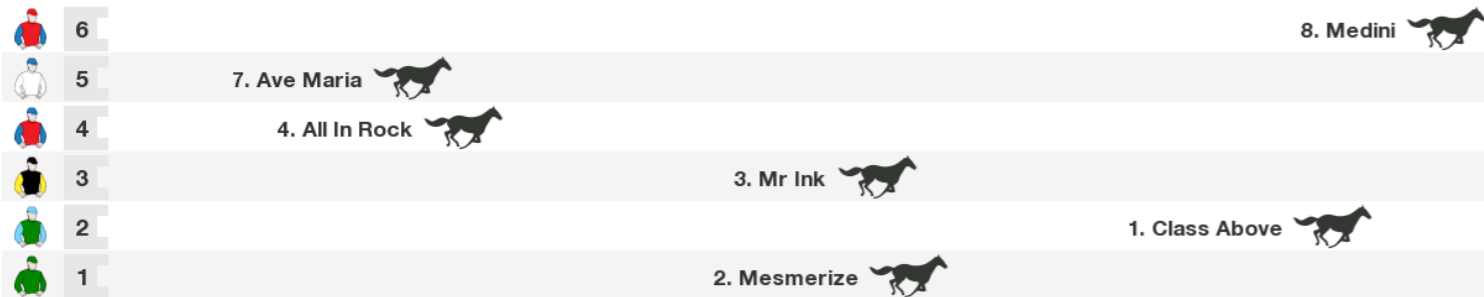 6 8. Medini
5 7. Ave Maria
4 4. All In Rock
3 3. Mr Ink
2 1. Class Above
1 2. Mesmerize